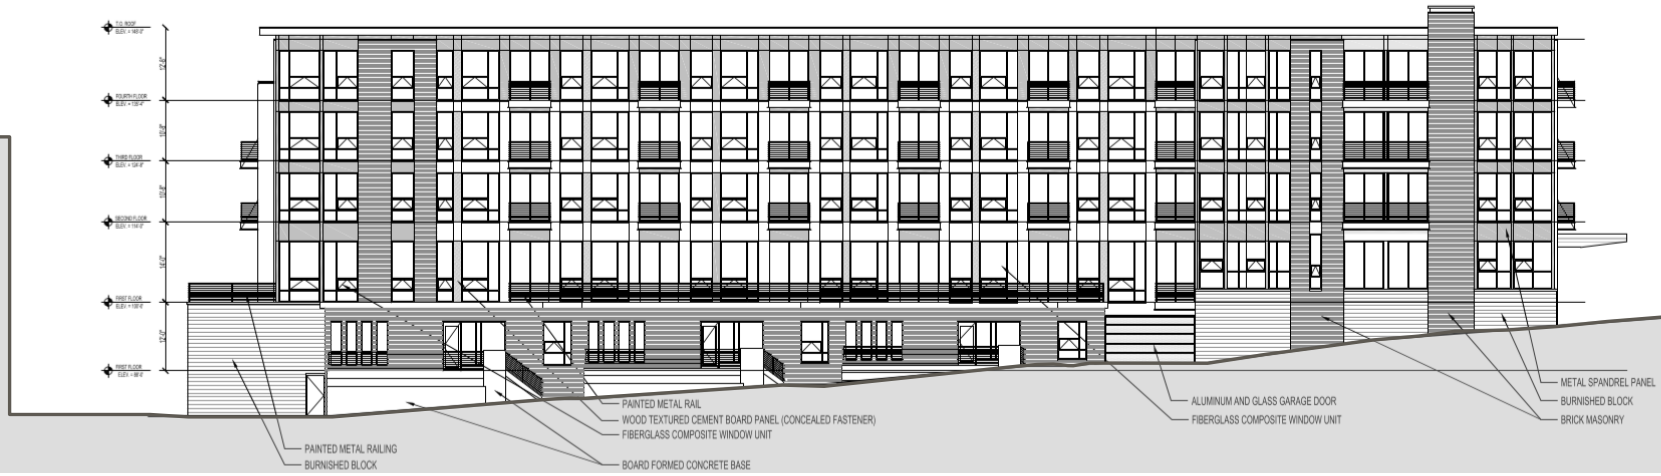 T.O. ROOF
FOURTH FLOOR
THIRD FLOOR
SECOND FLOOR
FIRST FLOOR
FIRST FLOOR
PAINTED METAL RAIL
WOOD TEXTURED CEMENT BOARD PANEL (CONCEALED FASTENER)
FIBERGLASS COMPOSITE WINDOW UNIT
BOARD FORMED CONCRETE BASE
PAINTED METAL RAILING
BURNISHED BLOCK
ALUMINUM AND GLASS GARAGE DOOR
FIBERGLASS COMPOSITE WINDOW UNIT
METAL SPANDREL PANEL
BURNISHED BLOCK
BRICK MASONRY